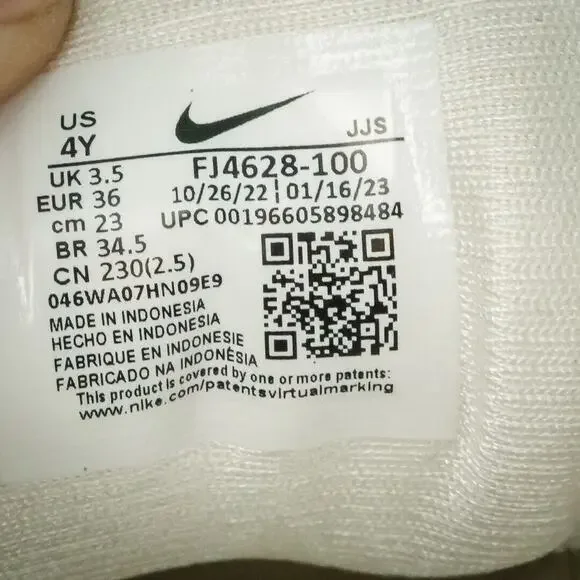 US
4Y
JJS
UK 3.5
EUR 36
cm 23
BR 34.5
CN 230(2.5)
FJ4628-100
10/26/22 | 01/16/23
UPC 00196605898484
046WA07HN09E9
MADE IN INDONESIA
HECHO EN INDONESIA
FABRIQUE EN INDONESIE
FABRICADO NA INDONÉSIA
This product is covered by one or more patents:
www.nike.com/patentsvirtualmarking